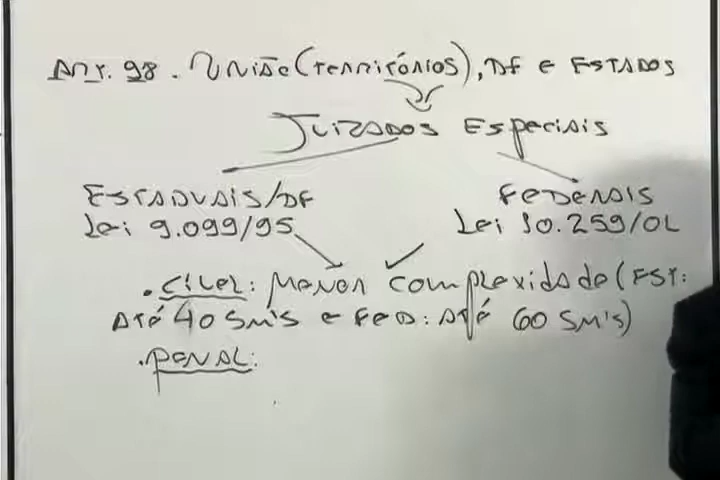 Art. 98. União (territórios), DF e Estados
Juizados Especiais
Estaduais/DF
Lei 9.099/95
Federais
Lei 10.259/01
. Cível: Menor complexidade (Est:
até 40 SM's e Fed: até 60 SM's)
. Penal: